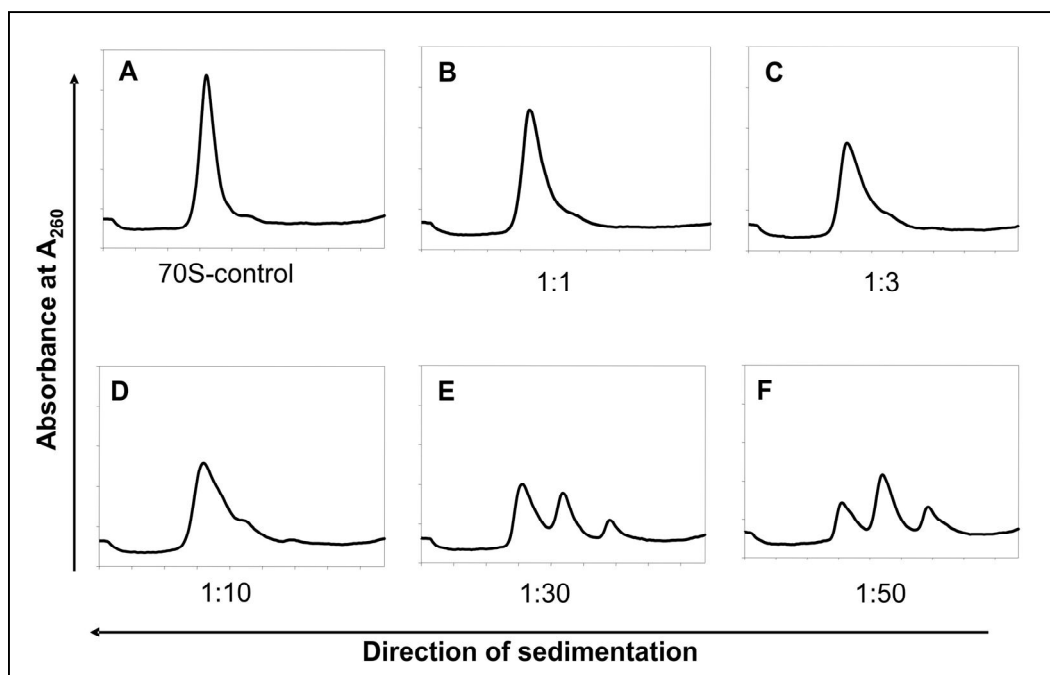 Absorbance at A260
A
70S-control
B
1:1
C
1:3
D
1:10
E
1:30
F
1:50
Direction of sedimentation